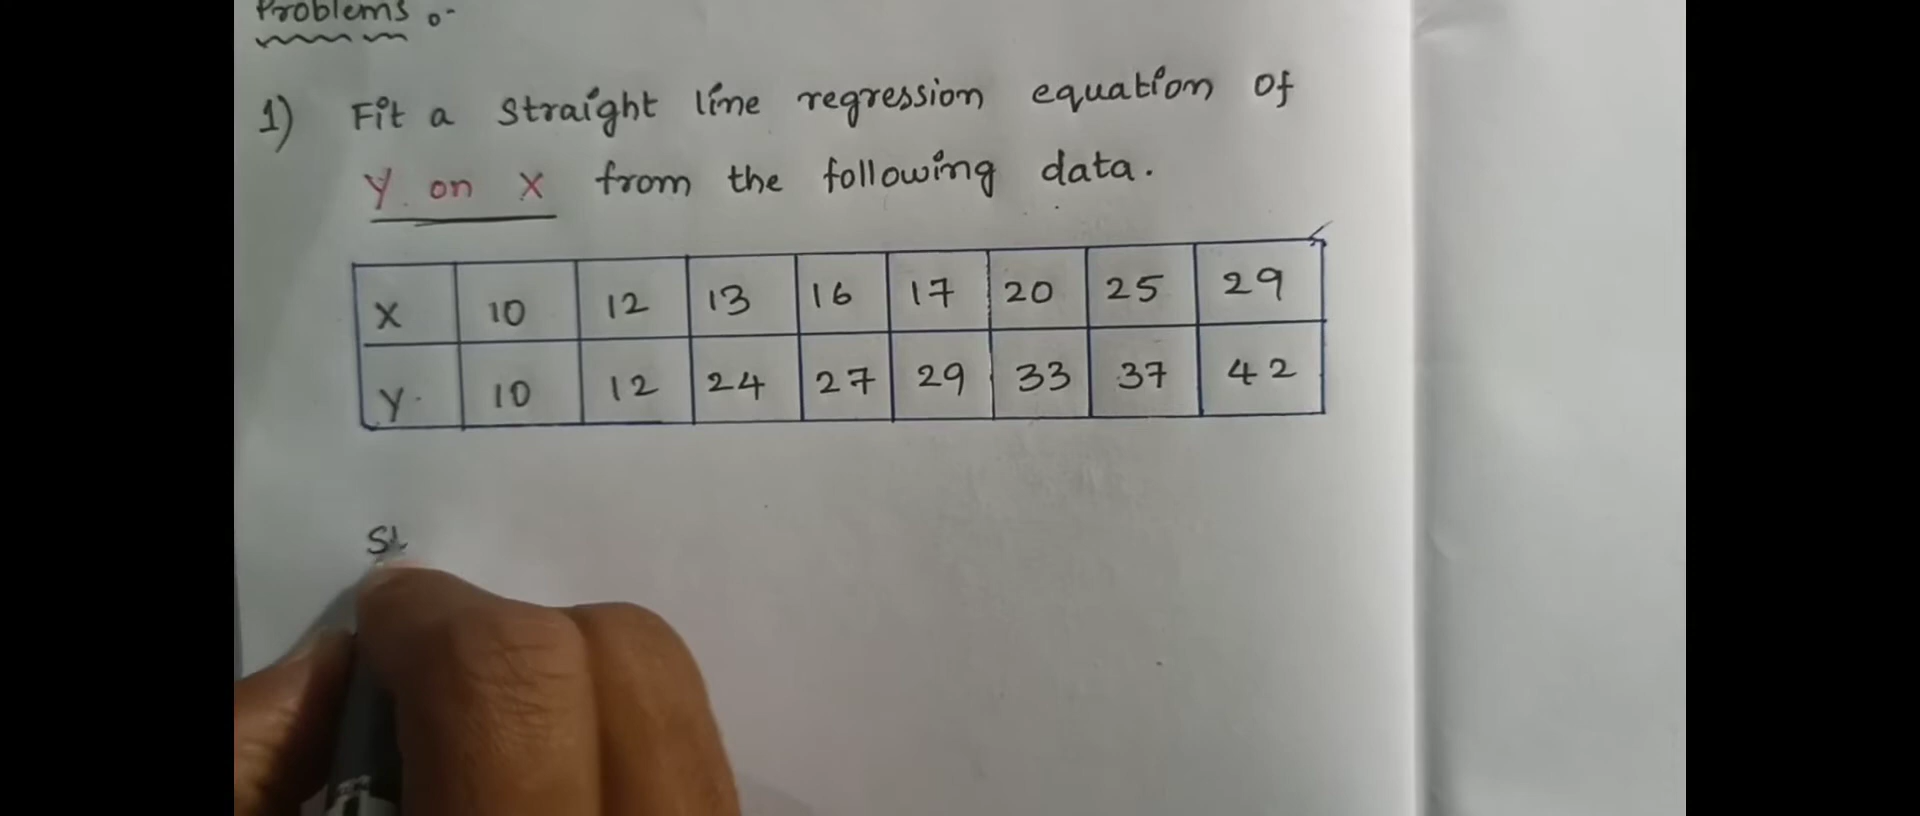 Problems :-
1) Fit a straight line regression equation of
Y on X from the following data.
X 10 12 13 16 17 20 25 29
Y 10 12 24 27 29 33 37 42